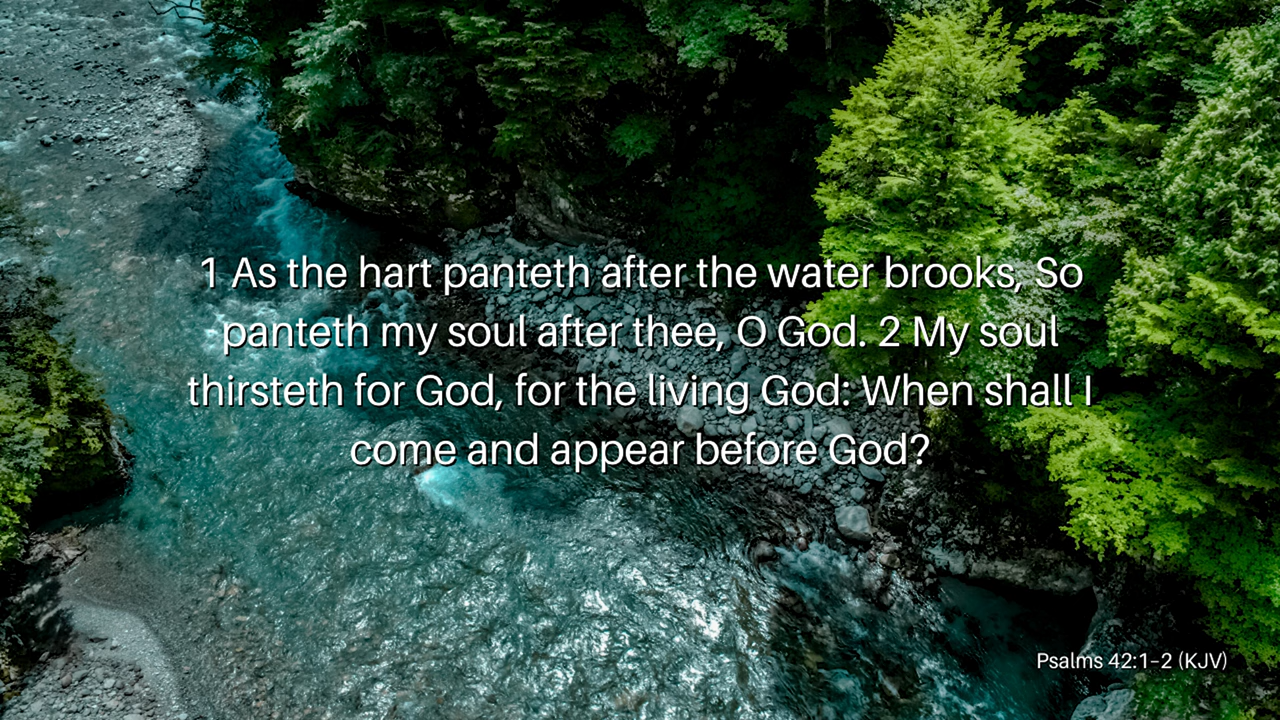 1 As the hart panteth after the water brooks, So
panteth my soul after thee, O God. 2 My soul
thirsteth for God, for the living God: When shall I
come and appear before God?
Psalms 42:1–2 (KJV)